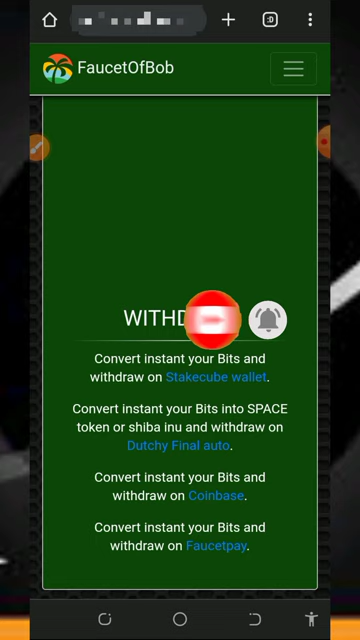 :D
FaucetOfBob
WITHD
Convert instant your Bits and
withdraw on Stakecube wallet.
Convert instant your Bits into SPACE
token or shiba inu and withdraw on
Dutchy Final auto.
Convert instant your Bits and
withdraw on Coinbase.
Convert instant your Bits and
withdraw on Faucetpay.